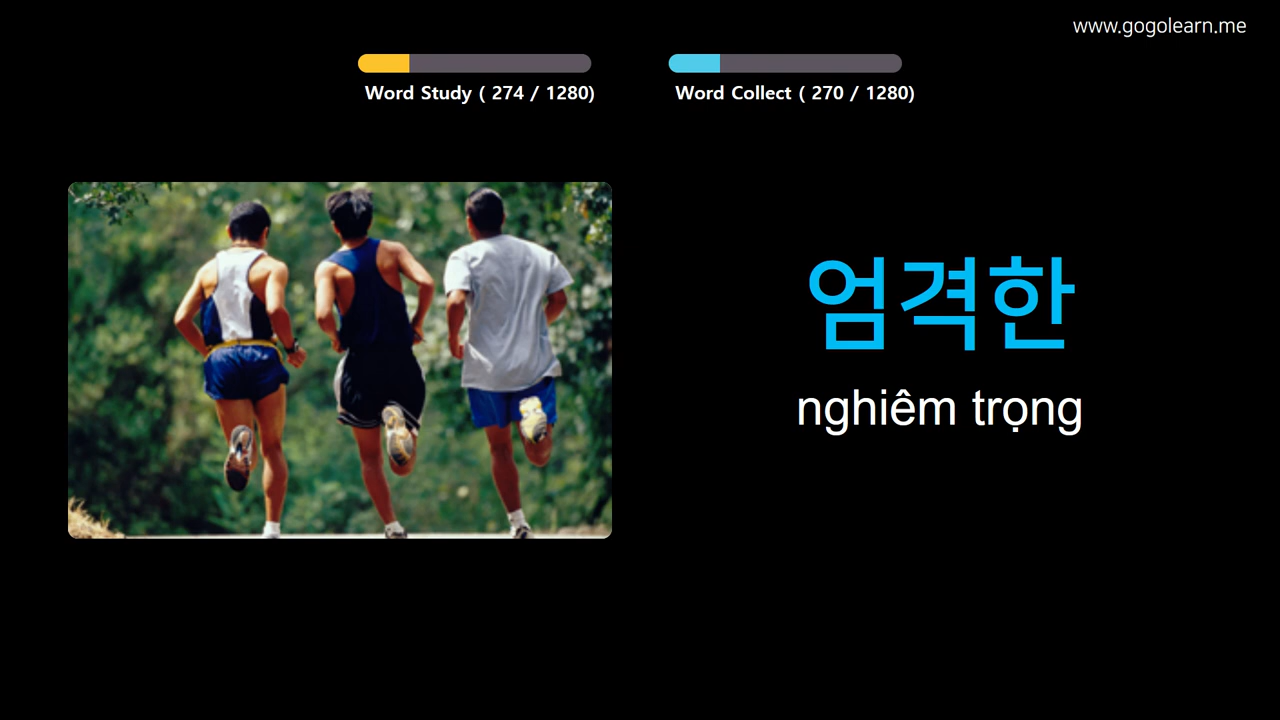 www.gogolearn.me
Word Study ( 274 / 1280)
Word Collect ( 270 / 1280)
엄격한
nghiêm trọng